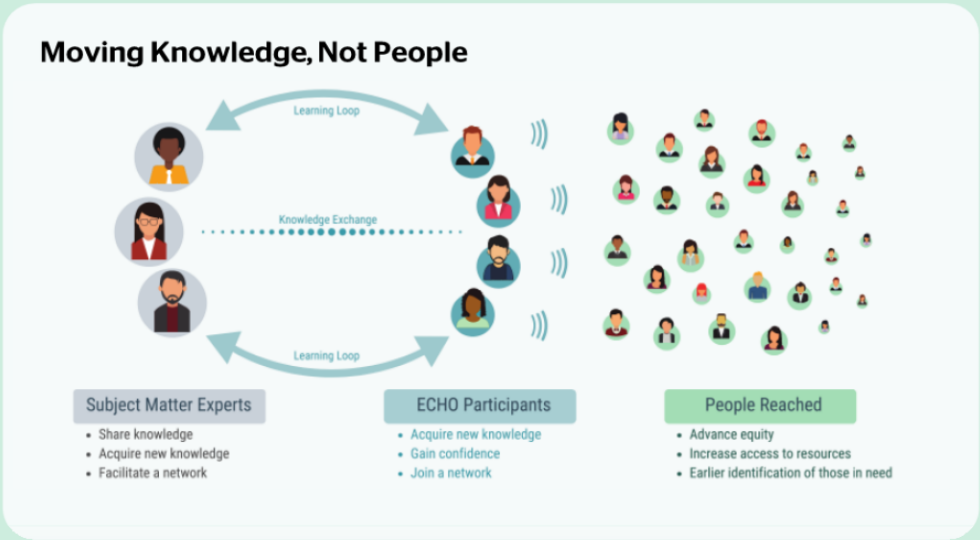 Moving Knowledge, Not People
Learning Loop
Knowledge Exchange
Learning Loop
Subject Matter Experts
• Share knowledge
• Acquire new knowledge
• Facilitate a network
ECHO Participants
• Acquire new knowledge
• Gain confidence
• Join a network
People Reached
• Advance equity
• Increase access to resources
• Earlier identification of those in need